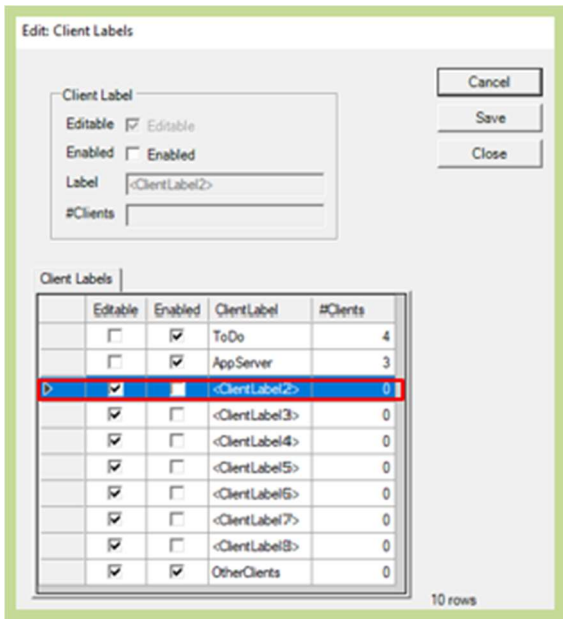 Edit: Client Labels
Cancel
Save
Close
Client Label
Editable Editable
Enabled Enabled
Label <ClientLabel2>
#Clients
Client Labels
Editable Enabled ClientLabel #Clients
ToDo 4
AppServer 3
<ClientLabel2> 0
<ClientLabel3> 0
<ClientLabel4> 0
<ClientLabel5> 0
<ClientLabel6> 0
<ClientLabel7> 0
<ClientLabel8> 0
OtherClients 0
10 rows